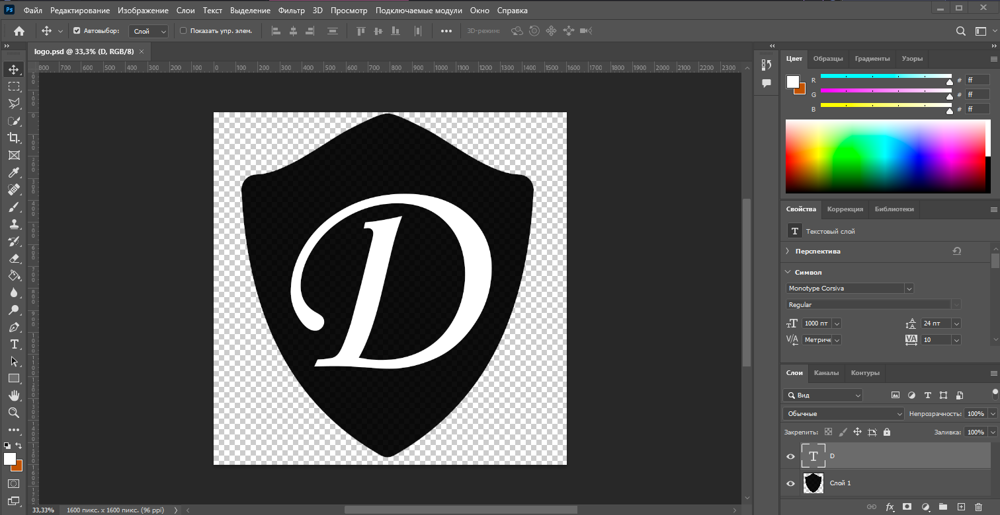 Ps Файл Редактирование Изображение Слои Текст Выделение Фильтр 3D Просмотр Подключаемые модули Окно Справка
Автовыбор: Слой Показать упр. элем. 3D-режим:
logo.psd @ 33,3% (D, RGB/8)
800 700 600 500 400 300 200 100 0 100 200 300 400 500 600 700 800 900 1000 1100 1200 1300 1400 1500 1600 1700 1800 1900 2000 2100 2200 2300
Цвет Образцы Градиенты Узоры
R # ff
G # ff
B # ff
D
Свойства Коррекция Библиотеки
T Текстовый слой
Перспектива
Символ
Monotype Corsiva
Regular
1000 пт 24 пт
Метриче 10
Слои Каналы Контуры
Вид
Обычные Непрозрачность: 100%
Закрепить: Заливка: 100%
T D
Слой 1
33,33% 1600 пикс. x 1600 пикс. (96 ppi)